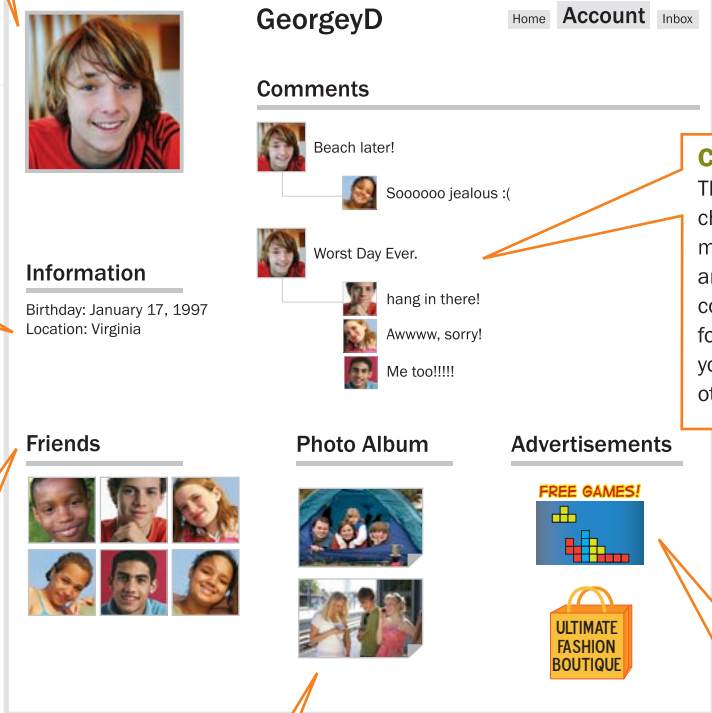 GeorgeyD
Home
Account
Inbox
Comments
Beach later!
Soooooo jealous :(
Worst Day Ever.
hang in there!
Awwww, sorry!
Me too!!!!!
Information
Birthday: January 17, 1997
Location: Virginia
Friends
Photo Album
Advertisements
FREE GAMES!
ULTIMATE
FASHION
BOUTIQUE